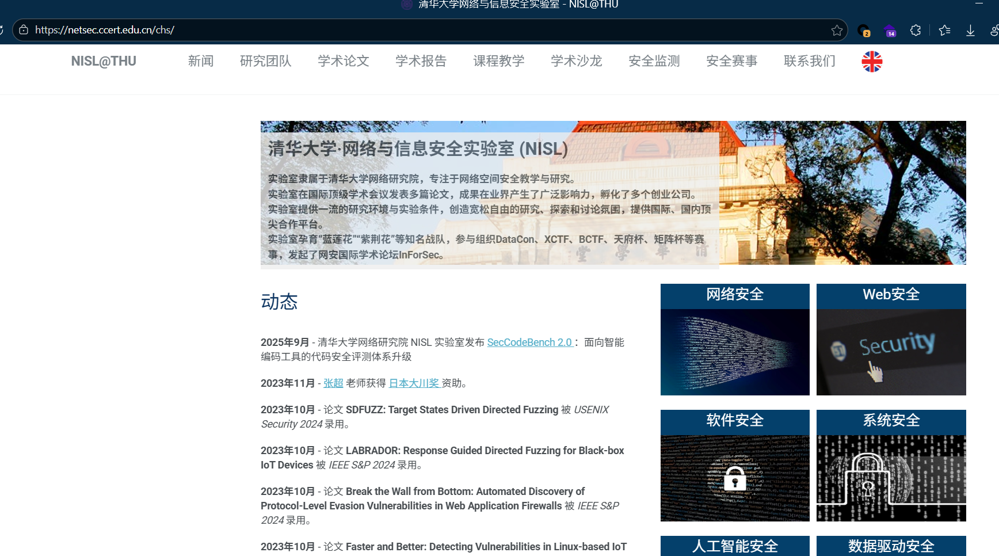 清华大学网络与信息安全实验室 - NISL@THU
https://netsec.ccert.edu.cn/chs/
2
14
NISL@THU 新闻 研究团队 学术论文 学术报告 课程教学 学术沙龙 安全监测 安全赛事 联系我们
清华大学·网络与信息安全实验室 (NISL)
实验室隶属于清华大学网络研究院，专注于网络空间安全教学与研究。
实验室在国际顶级学术会议发表多篇论文，成果在业界产生了广泛影响力，孵化了多个创业公司。
实验室提供一流的研究环境与实验条件，创造宽松自由的研究、探索和讨论氛围，提供国际、国内顶
尖合作平台。
实验室孕育“蓝莲花”“紫荆花”等知名战队，参与组织DataCon、XCTF、BCTF、天府杯、矩阵杯等赛
事，发起了网安国际学术论坛InForSec。
堂 學 華 清
动态
2025年9月 - 清华大学网络研究院 NISL 实验室发布 SecCodeBench 2.0 ：面向智能
编码工具的代码安全评测体系升级
2023年11月 - 张超 老师获得 日本大川奖 资助。
2023年10月 - 论文 SDFUZZ: Target States Driven Directed Fuzzing 被 USENIX
Security 2024 录用。
2023年10月 - 论文 LABRADOR: Response Guided Directed Fuzzing for Black-box
IoT Devices 被 IEEE S&P 2024 录用。
2023年10月 - 论文 Break the Wall from Bottom: Automated Discovery of
Protocol-Level Evasion Vulnerabilities in Web Application Firewalls 被 IEEE S&P
2024 录用。
2023年10月 - 论文 Faster and Better: Detecting Vulnerabilities in Linux-based IoT
网络安全
Web安全
Security
软件安全
系统安全
人工智能安全
数据驱动安全